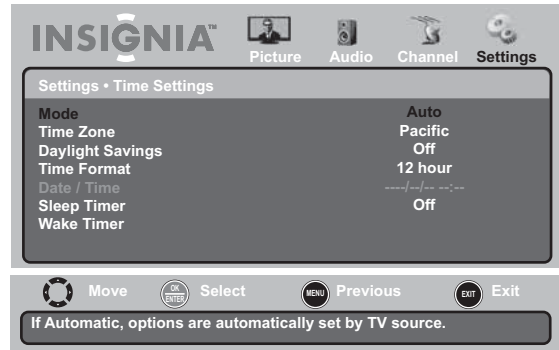 INSIGNIA™
Picture Audio Channel Settings
Settings • Time Settings
Mode Auto
Time Zone Pacific
Daylight Savings Off
Time Format 12 hour
Date / Time ----/--/-- --:--
Sleep Timer Off
Wake Timer
Move OK ENTER Select MENU Previous EXIT Exit
If Automatic, options are automatically set by TV source.